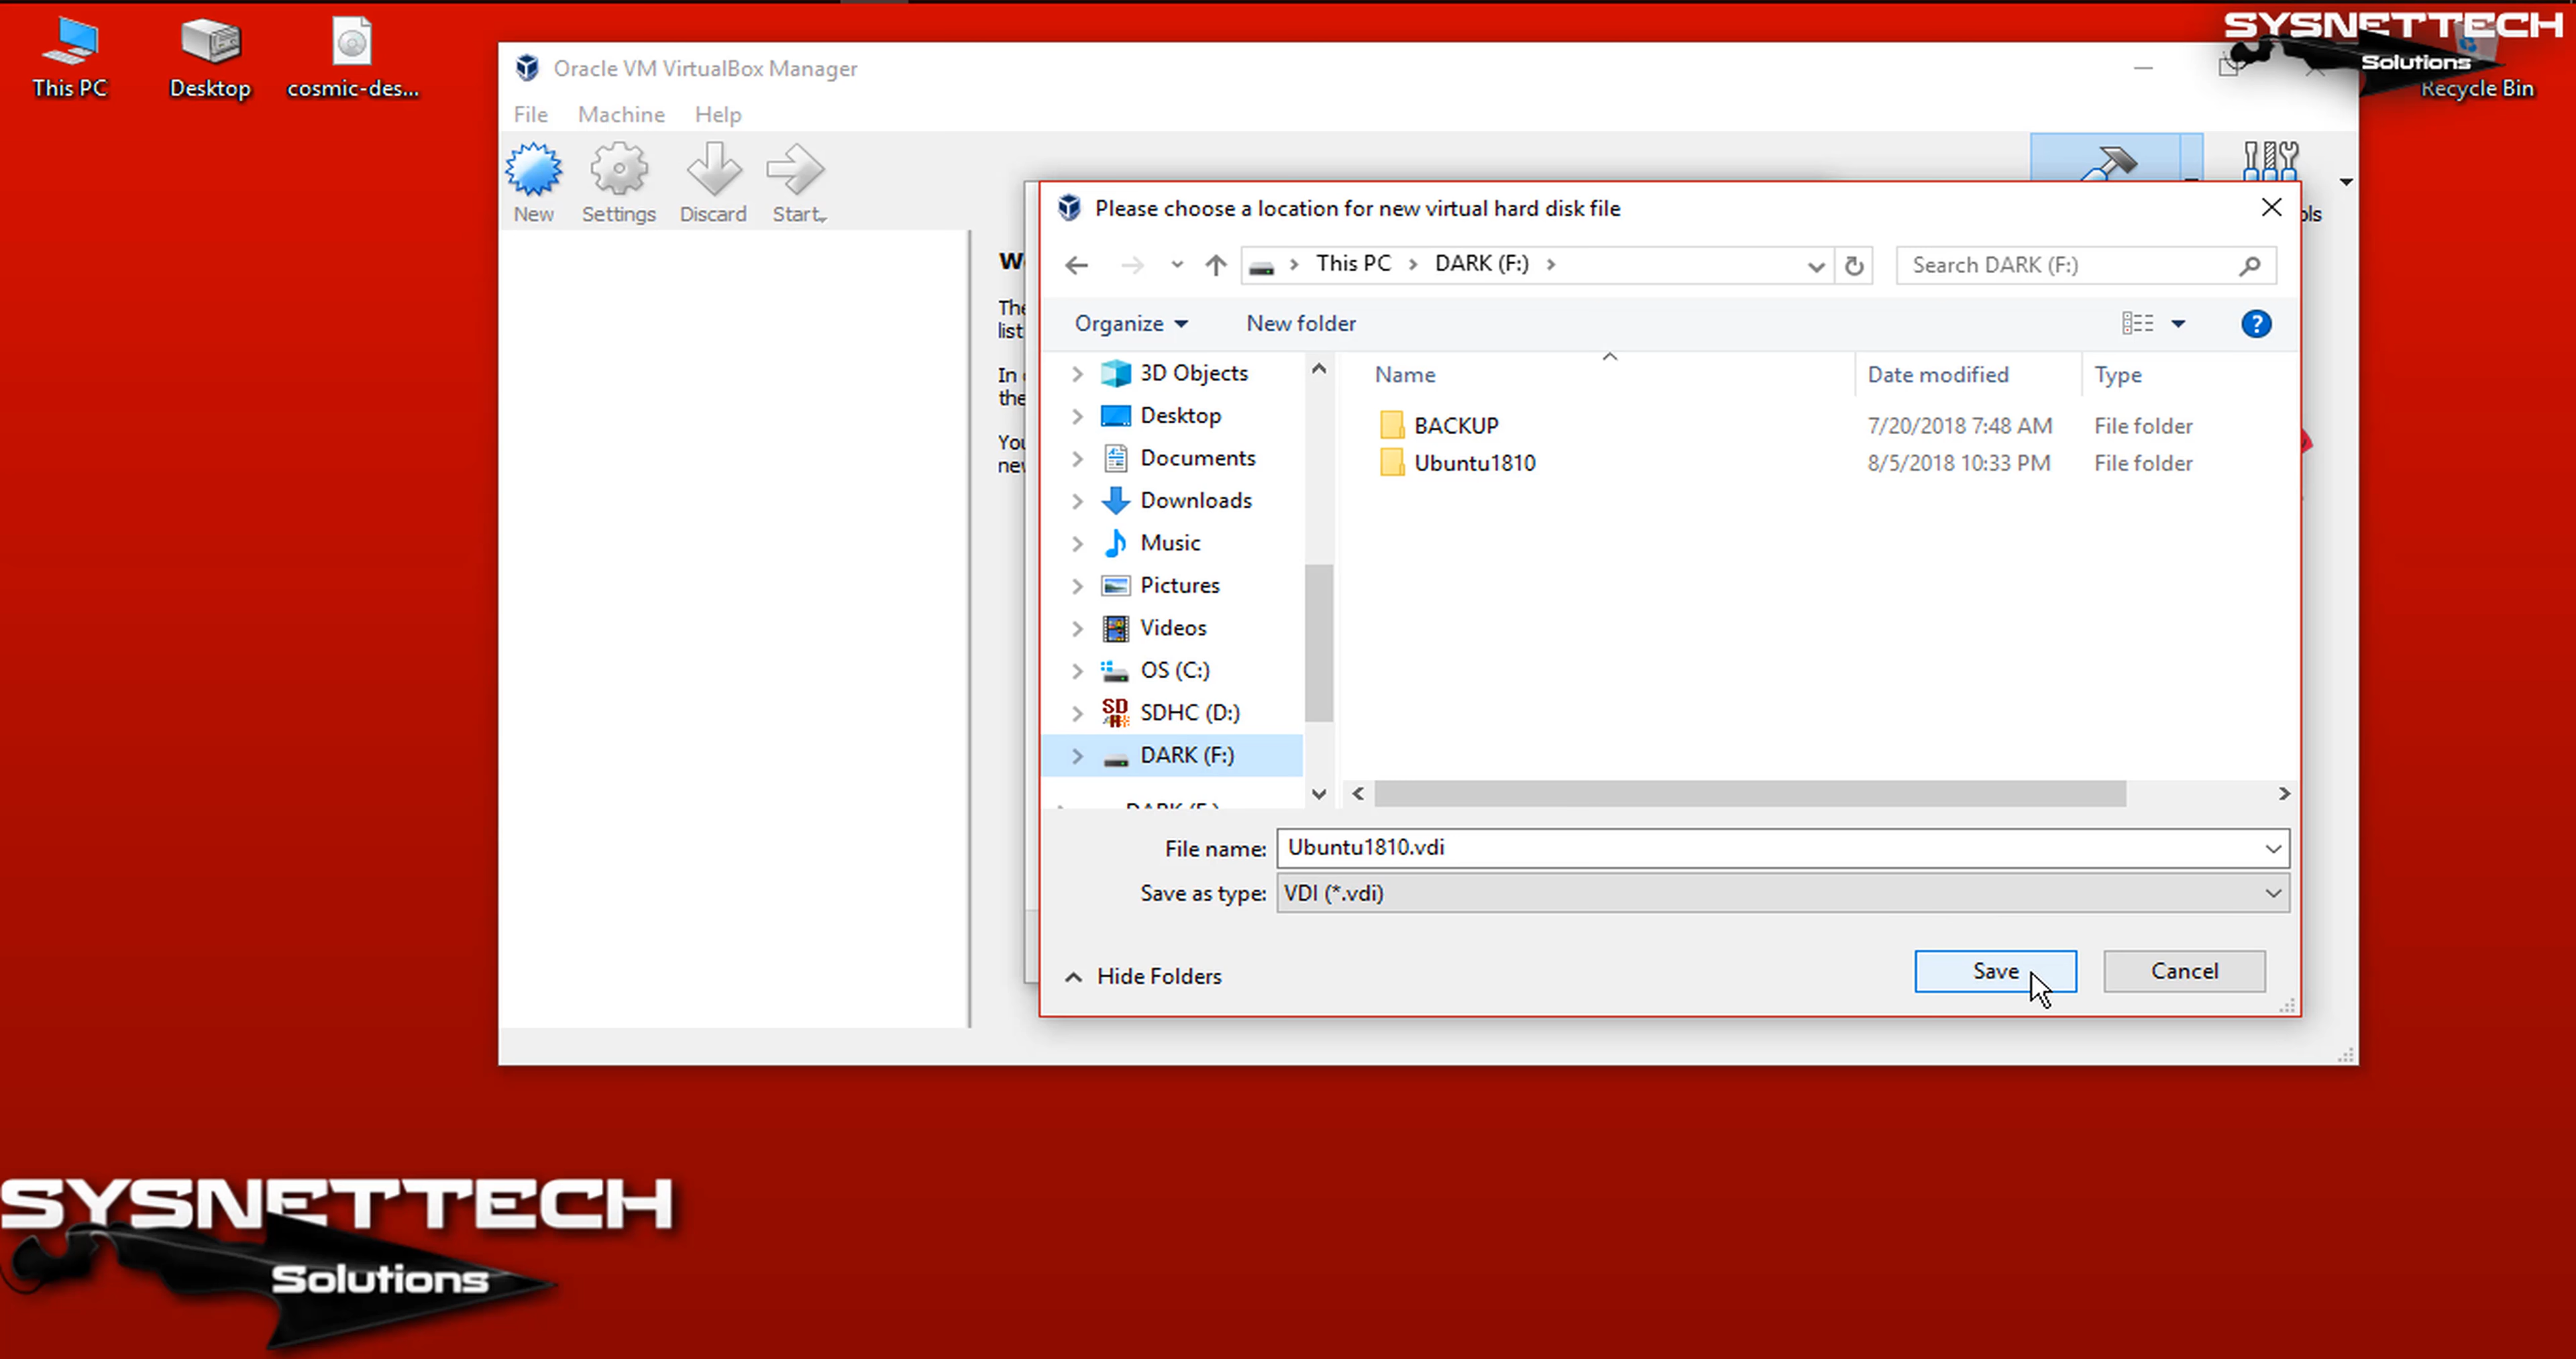 This PC
Desktop
cosmic-des...
SYSNETTECH
Solutions
Recycle Bin
Oracle VM VirtualBox Manager
File Machine Help
New Settings Discard Start
Please choose a location for new virtual hard disk file
This PC DARK (F:)
Search DARK (F:)
Organize New folder
3D Objects
Desktop
Documents
Downloads
Music
Pictures
Videos
OS (C:)
SDHC (D:)
DARK (F:)
Name Date modified Type
BACKUP 7/20/2018 7:48 AM File folder
Ubuntu1810 8/5/2018 10:33 PM File folder
File name: Ubuntu1810.vdi
Save as type: VDI (*.vdi)
Hide Folders
Save Cancel
SYSNETTECH
Solutions